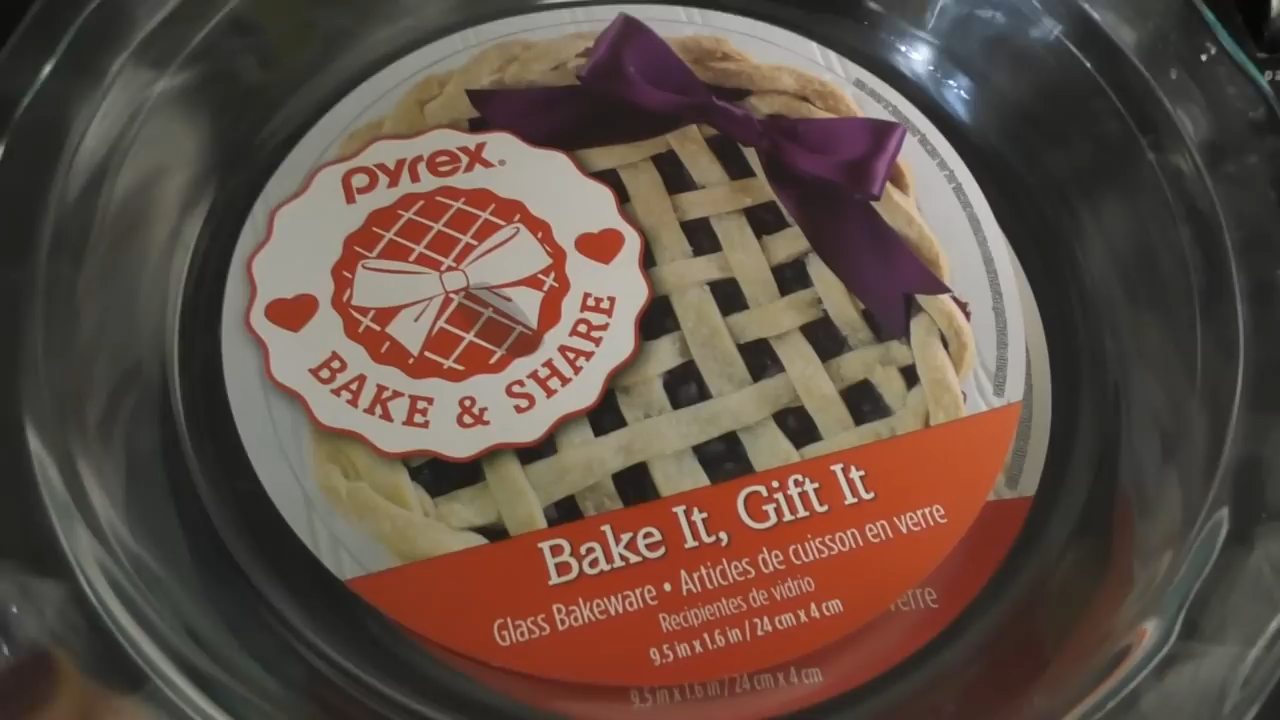 pyrex®
BAKE & SHARE
Bake It, Gift It
Glass Bakeware • Articles de cuisson en verre
Recipientes de vidrio
9.5 in x 1.6 in / 24 cm x 4 cm
verre
9.5 in x 1.6 in / 24 cm x 4 cm